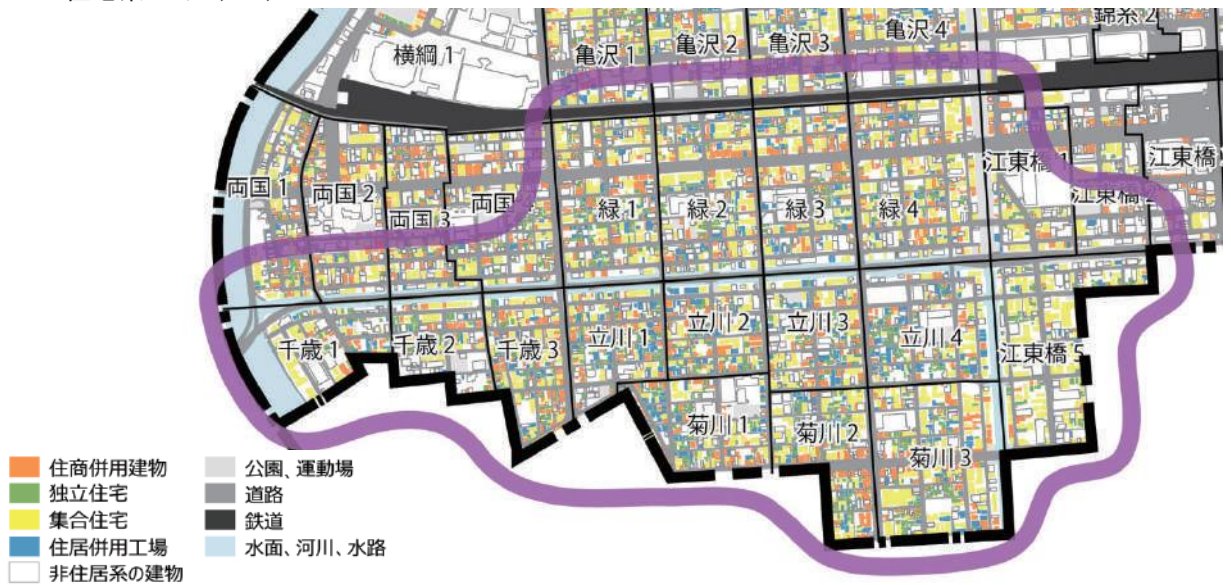 錦糸 2
亀沢 1
亀沢 2
亀沢 3
亀沢 4
横綱 1
両国 1
両国 2
両国 3
両国
緑 1
緑 2
緑 3
緑 4
江東橋 1
江東橋 2
江東橋
千歳 1
千歳 2
千歳 3
立川 1
立川 2
立川 3
立川 4
江東橋 5
菊川 1
菊川 2
菊川 3
住商併用建物
独立住宅
集合住宅
住居併用工場
非住居系の建物
公園、運動場
道路
鉄道
水面、河川、水路